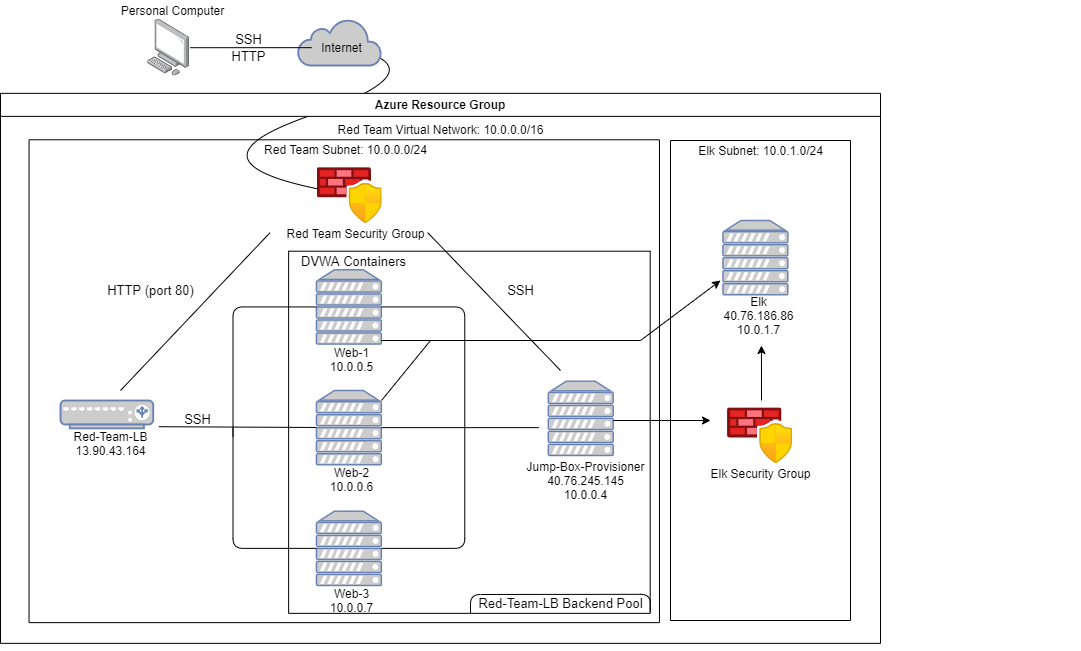 Personal Computer
SSH
HTTP
Internet
Azure Resource Group
Red Team Virtual Network: 10.0.0.0/16
Red Team Subnet: 10.0.0.0/24
Elk Subnet: 10.0.1.0/24
Red Team Security Group
DVWA Containers
HTTP (port 80)
SSH
Elk
40.76.186.86
10.0.1.7
Web-1
10.0.0.5
SSH
Red-Team-LB
13.90.43.164
Web-2
10.0.0.6
Jump-Box-Provisioner
40.76.245.145
10.0.0.4
Elk Security Group
Web-3
10.0.0.7
Red-Team-LB Backend Pool